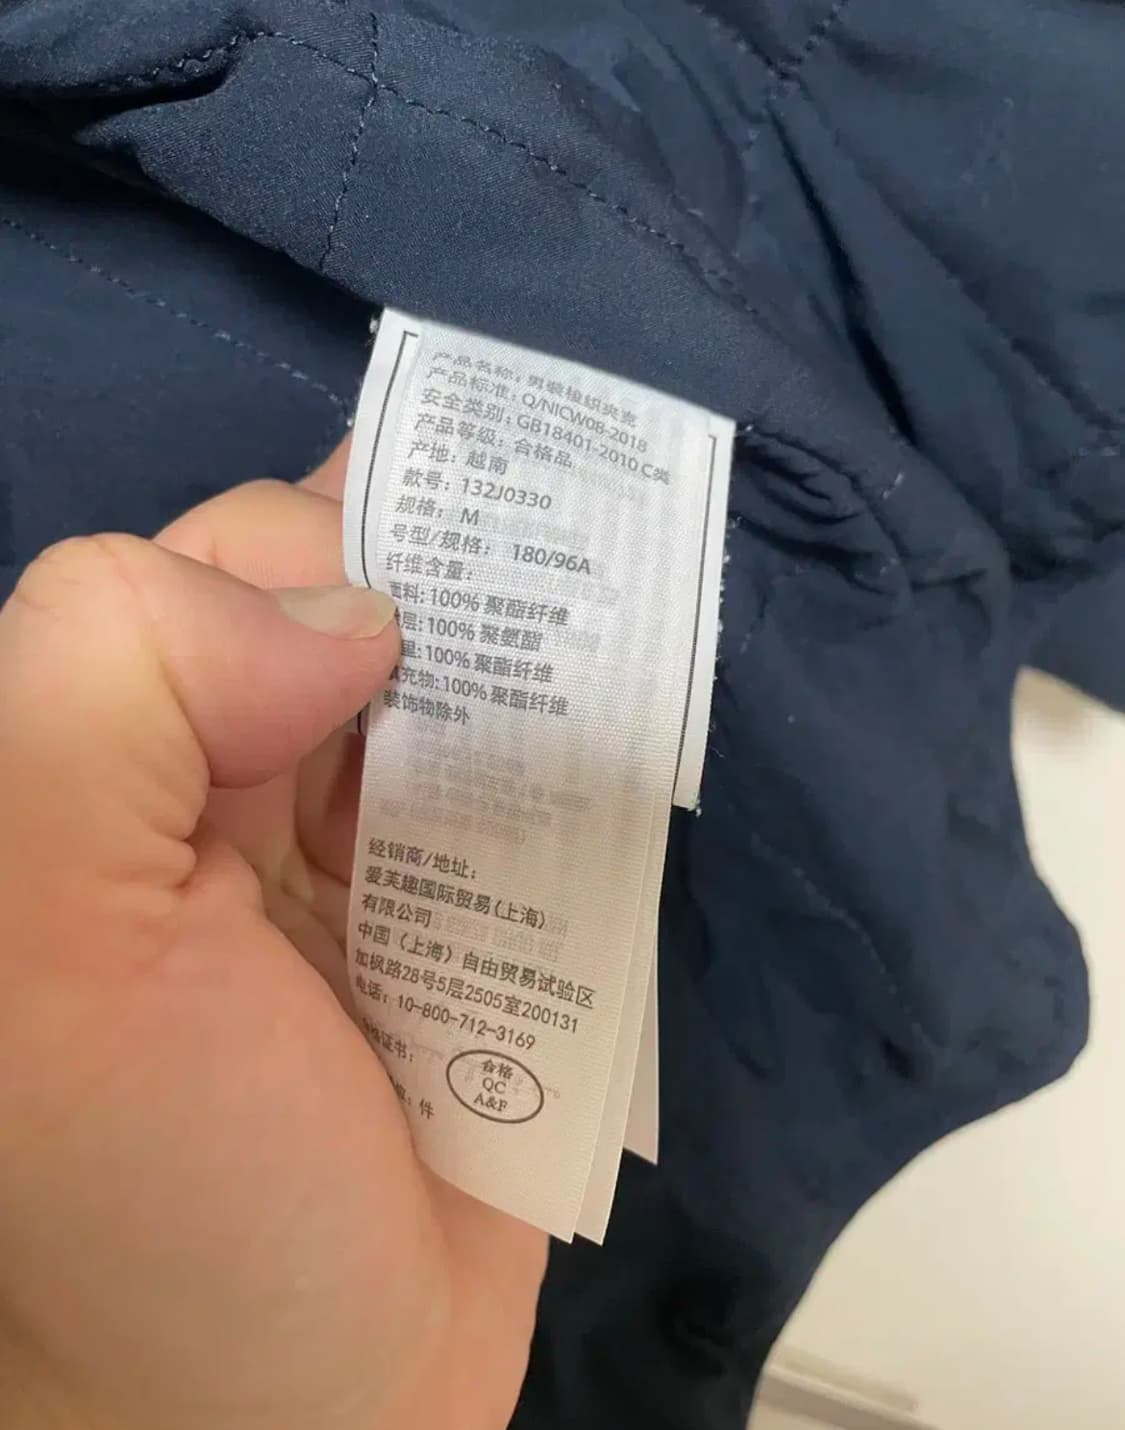 产品名称：男装梭织夹克
产品标准：Q/NICW08-2018
安全类别：GB18401-2010 C类
产品等级：合格品
产地：越南
款号：132J0330
规格：M
号型/规格： 180/96A
纤维含量：
面料:100% 聚酯纤维
层:100% 聚氨酯
里:100% 聚酯纤维
充物:100% 聚酯纤维
装饰物除外
经销商/地址：
爱芙趣国际贸易(上海)
有限公司
中国（上海）自由贸易试验区
加枫路28号5层2505室200131
电话：10-800-712-3169
格证书：
合格
QC
A&F
：件